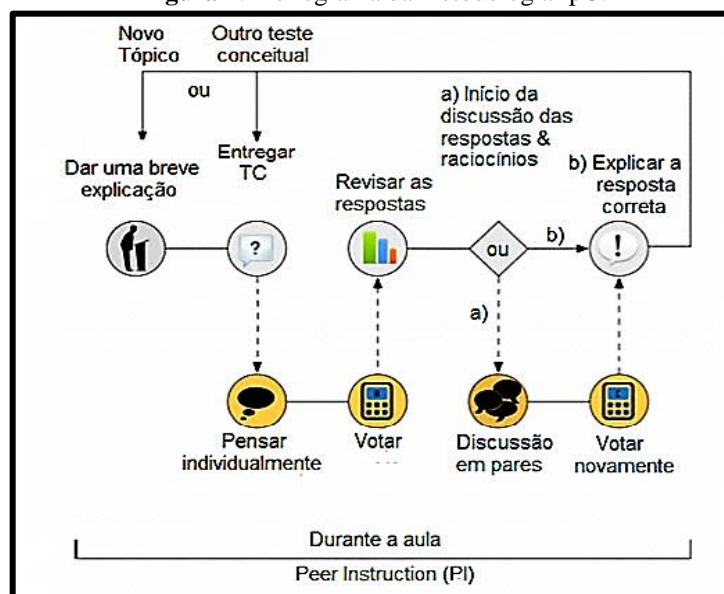 Novo
Tópico
Outro teste
conceitual
ou
a) Início da
discussão das
respostas &
raciocínios
Dar uma breve
explicação
Entregar
TC
Revisar as
respostas
b) Explicar a
resposta
correta
?
ou
b)
!
a)
Pensar
individualmente
Votar
Discussão
em pares
Votar
novamente
Durante a aula
Peer Instruction (PI)